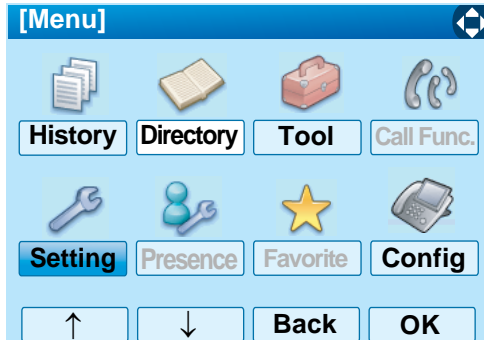 [Menu]
History Directory Tool Call Func.
Setting Presence Favorite Config
↑ ↓ Back OK